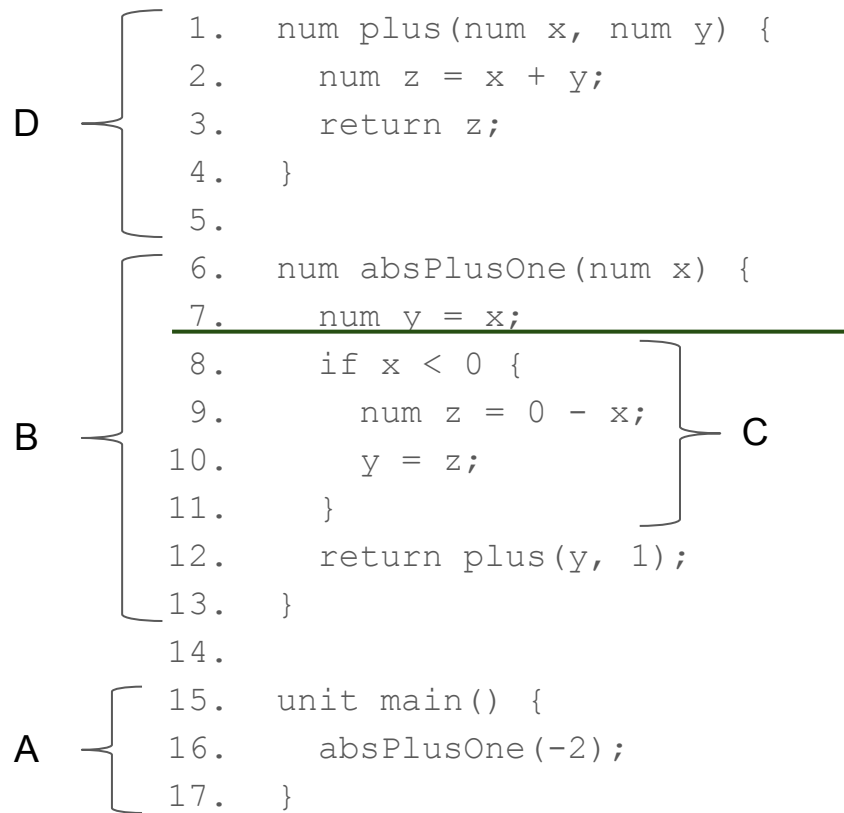 1. num plus(num x, num y) {
2. num z = x + y;
D 3. return z;
4. }
5.
6. num absPlusOne(num x) {
7. num y = x;
8. if x < 0 {
9. num z = 0 - x;
B 10. y = z; C
11. }
12. return plus(y, 1);
13. }
14.
15. unit main() {
A 16. absPlusOne(-2);
17. }